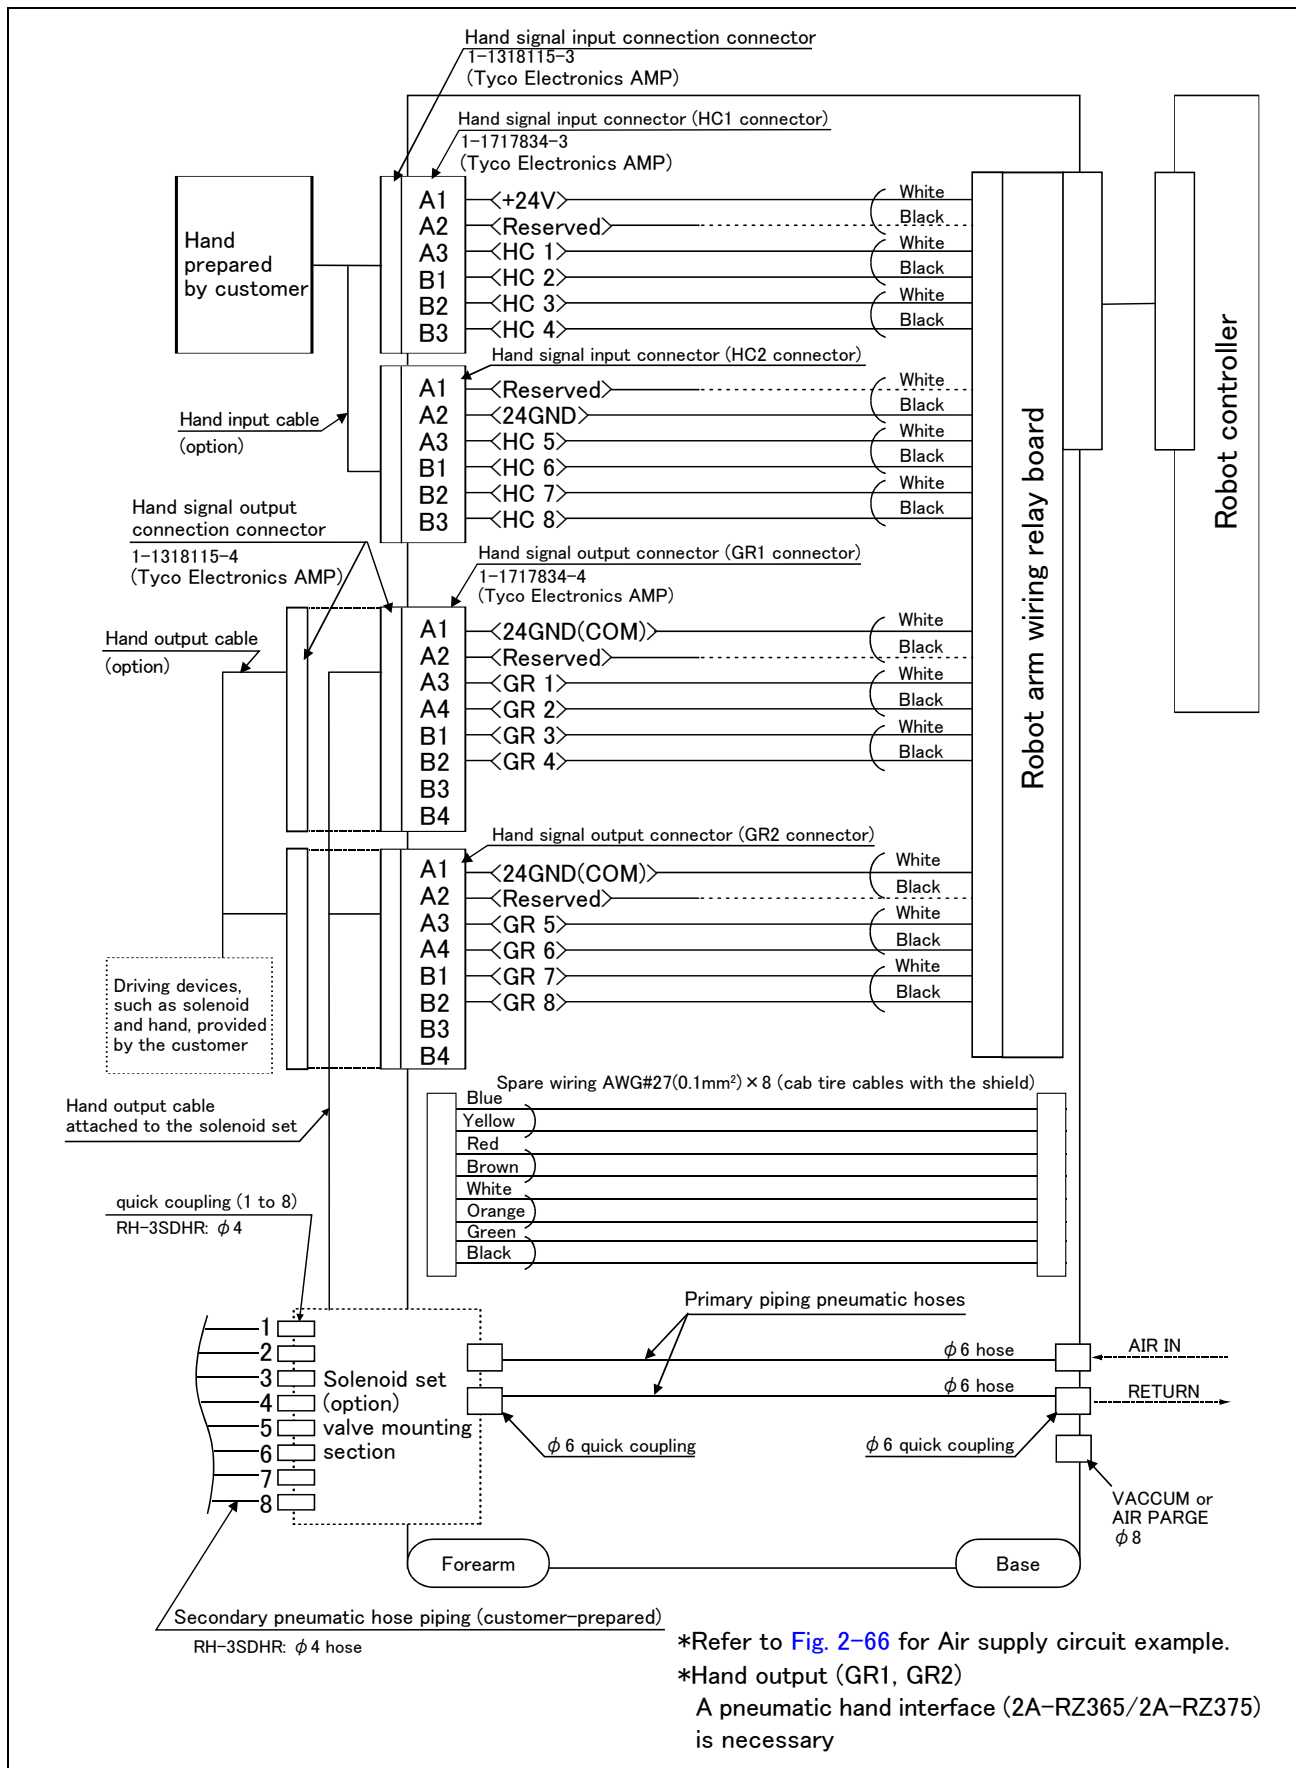 Hand signal input connection connector
1-1318115-3
(Tyco Electronics AMP)
Hand signal input connector (HC1 connector)
1-1717834-3
(Tyco Electronics AMP)
Hand
prepared
by customer
A1 <+24V> White
A2 <Reserved> Black
A3 <HC 1> White
B1 <HC 2> Black
B2 <HC 3> White
B3 <HC 4> Black
Hand signal input connector (HC2 connector)
A1 <Reserved> White
A2 <24GND> Black
A3 <HC 5> White
B1 <HC 6> Black
B2 <HC 7> White
B3 <HC 8> Black
Hand input cable
(option)
Hand signal output
connection connector
1-1318115-4
(Tyco Electronics AMP)
Hand signal output connector (GR1 connector)
1-1717834-4
(Tyco Electronics AMP)
Hand output cable
(option)
A1 <24GND(COM)> White
A2 <Reserved> Black
A3 <GR 1> White
A4 <GR 2> Black
B1 <GR 3> White
B2 <GR 4> Black
B3
B4
Hand signal output connector (GR2 connector)
A1 <24GND(COM)> White
A2 <Reserved> Black
A3 <GR 5> White
A4 <GR 6> Black
B1 <GR 7> White
B2 <GR 8> Black
B3
B4
Robot arm wiring relay board
Robot controller
Driving devices,
such as solenoid
and hand, provided
by the customer
Hand output cable
attached to the solenoid set
Spare wiring AWG#27(0.1mm²)×8 (cab tire cables with the shield)
Blue
Yellow
Red
Brown
White
Orange
Green
Black
quick coupling (1 to 8)
RH-3SDHR: φ4
Primary piping pneumatic hoses
1
2
3
4
5
6
7
8
Solenoid set
(option)
valve mounting
section
φ6 hose
AIR IN
φ6 hose
RETURN
φ6 quick coupling
φ6 quick coupling
VACCUM or
AIR PARGE
φ8
Forearm
Base
Secondary pneumatic hose piping (customer-prepared)
RH-3SDHR: φ4 hose
*Refer to Fig. 2-66 for Air supply circuit example.
*Hand output (GR1, GR2)
A pneumatic hand interface (2A-RZ365/2A-RZ375)
is necessary